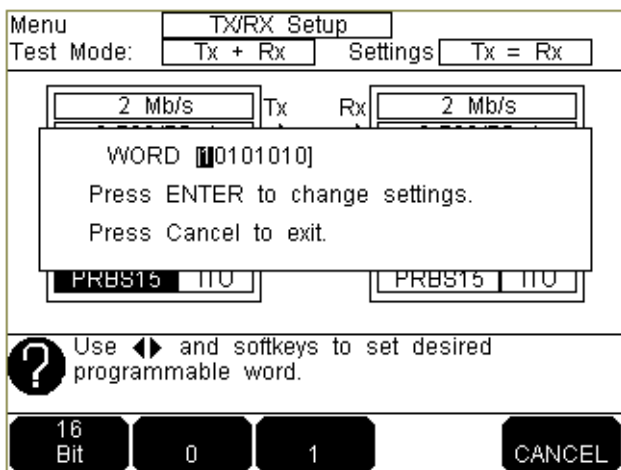 Menu TX/RX Setup
Test Mode: Tx + Rx Settings Tx = Rx
2 Mb/s Tx Rx 2 Mb/s
WORD [10101010]
Press ENTER to change settings.
Press Cancel to exit.
PRBS15 ITU PRBS15 ITU
Use ◀▶ and softkeys to set desired
programmable word.
16
Bit 0 1 CANCEL